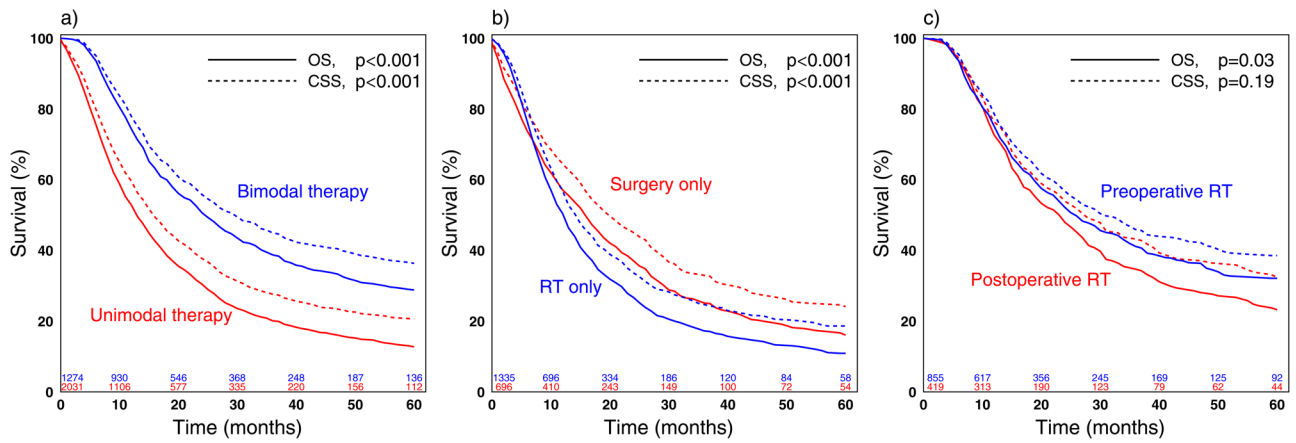 a)
Survival (%)
100
80
60
40
20
0
OS, p<0.001
CSS, p<0.001
Bimodal therapy
Unimodal therapy
1274 930 546 368 248 187 136
2031 1106 577 335 220 156 112
0 10 20 30 40 50 60
Time (months)
b)
Survival (%)
100
80
60
40
20
0
OS, p<0.001
CSS, p<0.001
Surgery only
RT only
1335 696 334 186 120 84 58
696 410 243 149 100 72 54
0 10 20 30 40 50 60
Time (months)
c)
Survival (%)
100
80
60
40
20
0
OS, p=0.03
CSS, p=0.19
Preoperative RT
Postoperative RT
855 617 356 245 169 125 92
419 313 190 123 79 62 44
0 10 20 30 40 50 60
Time (months)